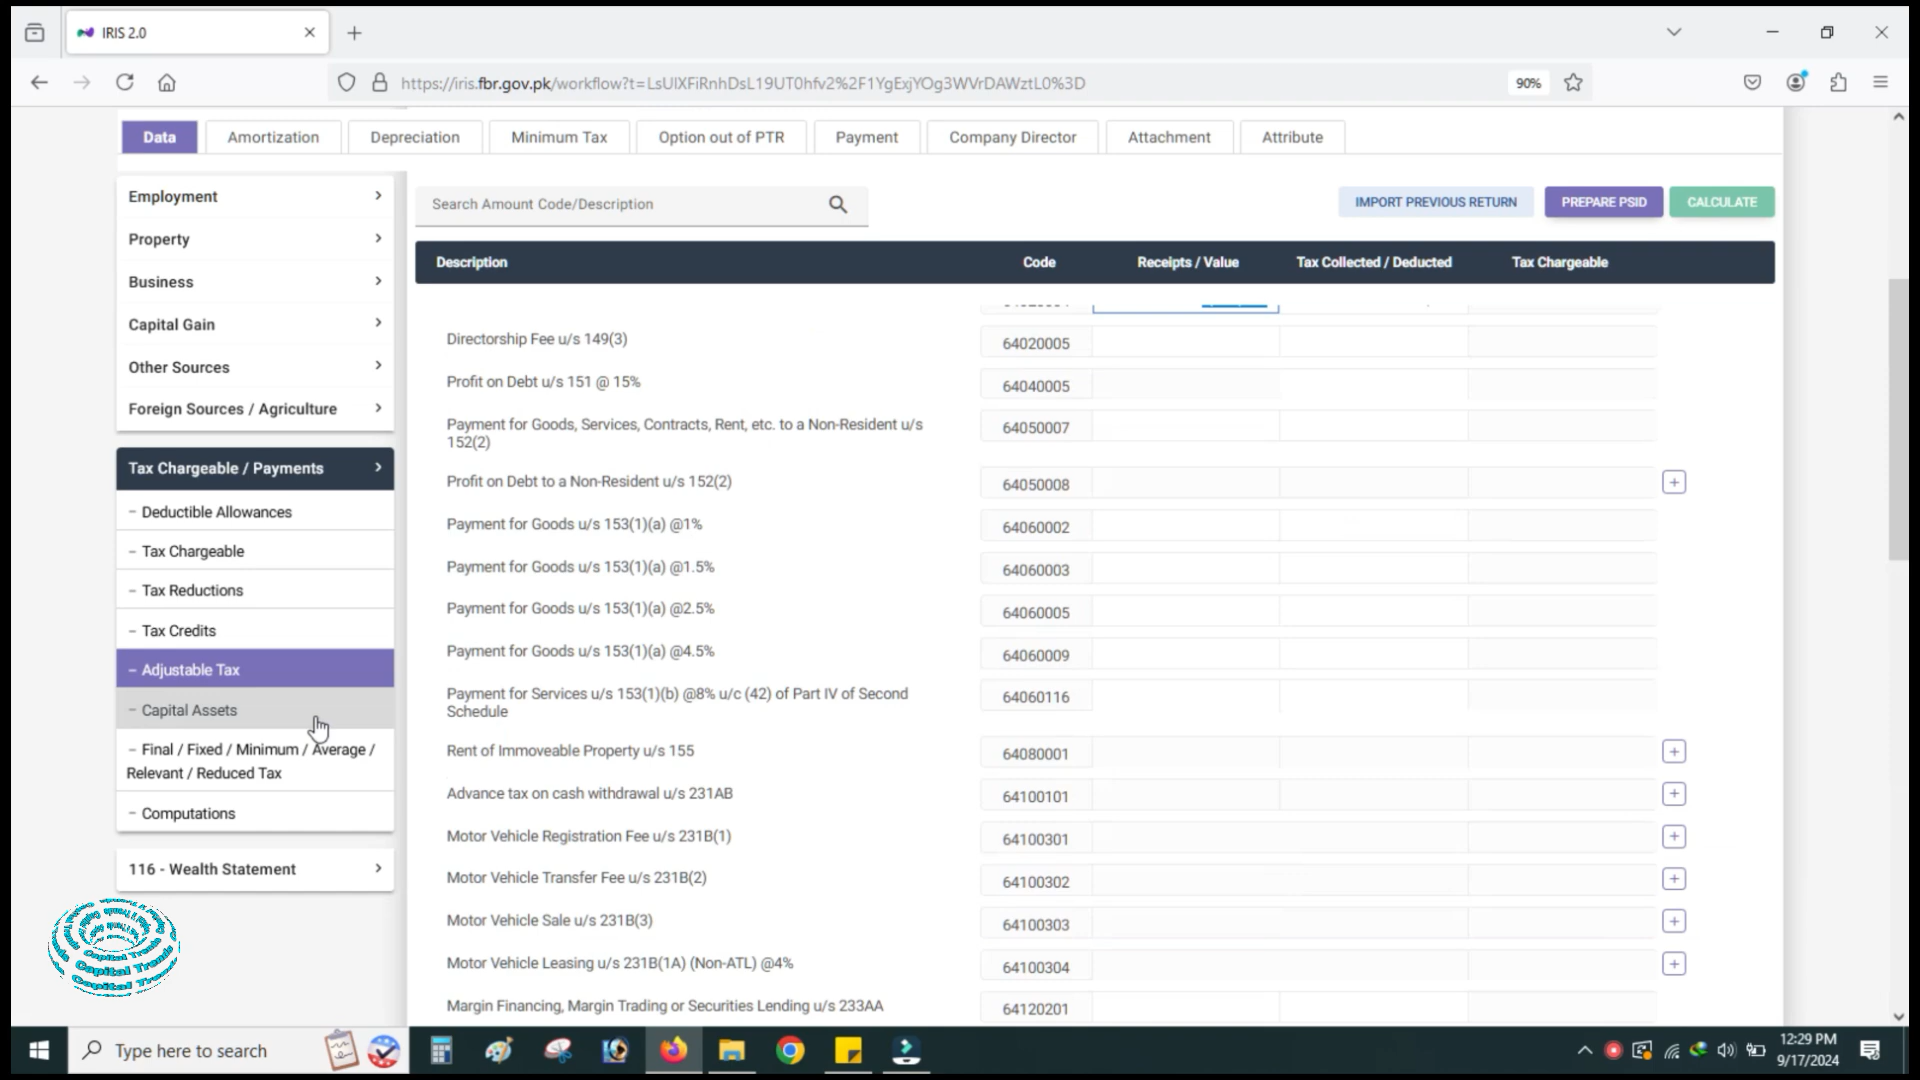 IRIS 2.0
https://iris.fbr.gov.pk/workflow?t=LsUlXFiRnhDsL19UT0hfv2%2F1YgExjYOg3WVrDAWztL0%3D
90%
Data
Amortization
Depreciation
Minimum Tax
Option out of PTR
Payment
Company Director
Attachment
Attribute
Employment
Property
Business
Capital Gain
Other Sources
Foreign Sources / Agriculture
Tax Chargeable / Payments
– Deductible Allowances
– Tax Chargeable
– Tax Reductions
– Tax Credits
– Adjustable Tax
– Capital Assets
– Final / Fixed / Minimum / Average /
Relevant / Reduced Tax
– Computations
116 - Wealth Statement
Search Amount Code/Description
IMPORT PREVIOUS RETURN
PREPARE PSID
CALCULATE
Description Code Receipts / Value Tax Collected / Deducted Tax Chargeable
Directorship Fee u/s 149(3) 64020005
Profit on Debt u/s 151 @ 15% 64040005
Payment for Goods, Services, Contracts, Rent, etc. to a Non-Resident u/s 64050007
152(2)
Profit on Debt to a Non-Resident u/s 152(2) 64050008
Payment for Goods u/s 153(1)(a) @1% 64060002
Payment for Goods u/s 153(1)(a) @1.5% 64060003
Payment for Goods u/s 153(1)(a) @2.5% 64060005
Payment for Goods u/s 153(1)(a) @4.5% 64060009
Payment for Services u/s 153(1)(b) @8% u/c (42) of Part IV of Second 64060116
Schedule
Rent of Immoveable Property u/s 155 64080001
Advance tax on cash withdrawal u/s 231AB 64100101
Motor Vehicle Registration Fee u/s 231B(1) 64100301
Motor Vehicle Transfer Fee u/s 231B(2) 64100302
Motor Vehicle Sale u/s 231B(3) 64100303
Motor Vehicle Leasing u/s 231B(1A) (Non-ATL) @4% 64100304
Margin Financing, Margin Trading or Securities Lending u/s 233AA 64120201
Capital Trends
Type here to search
12:29 PM
9/17/2024